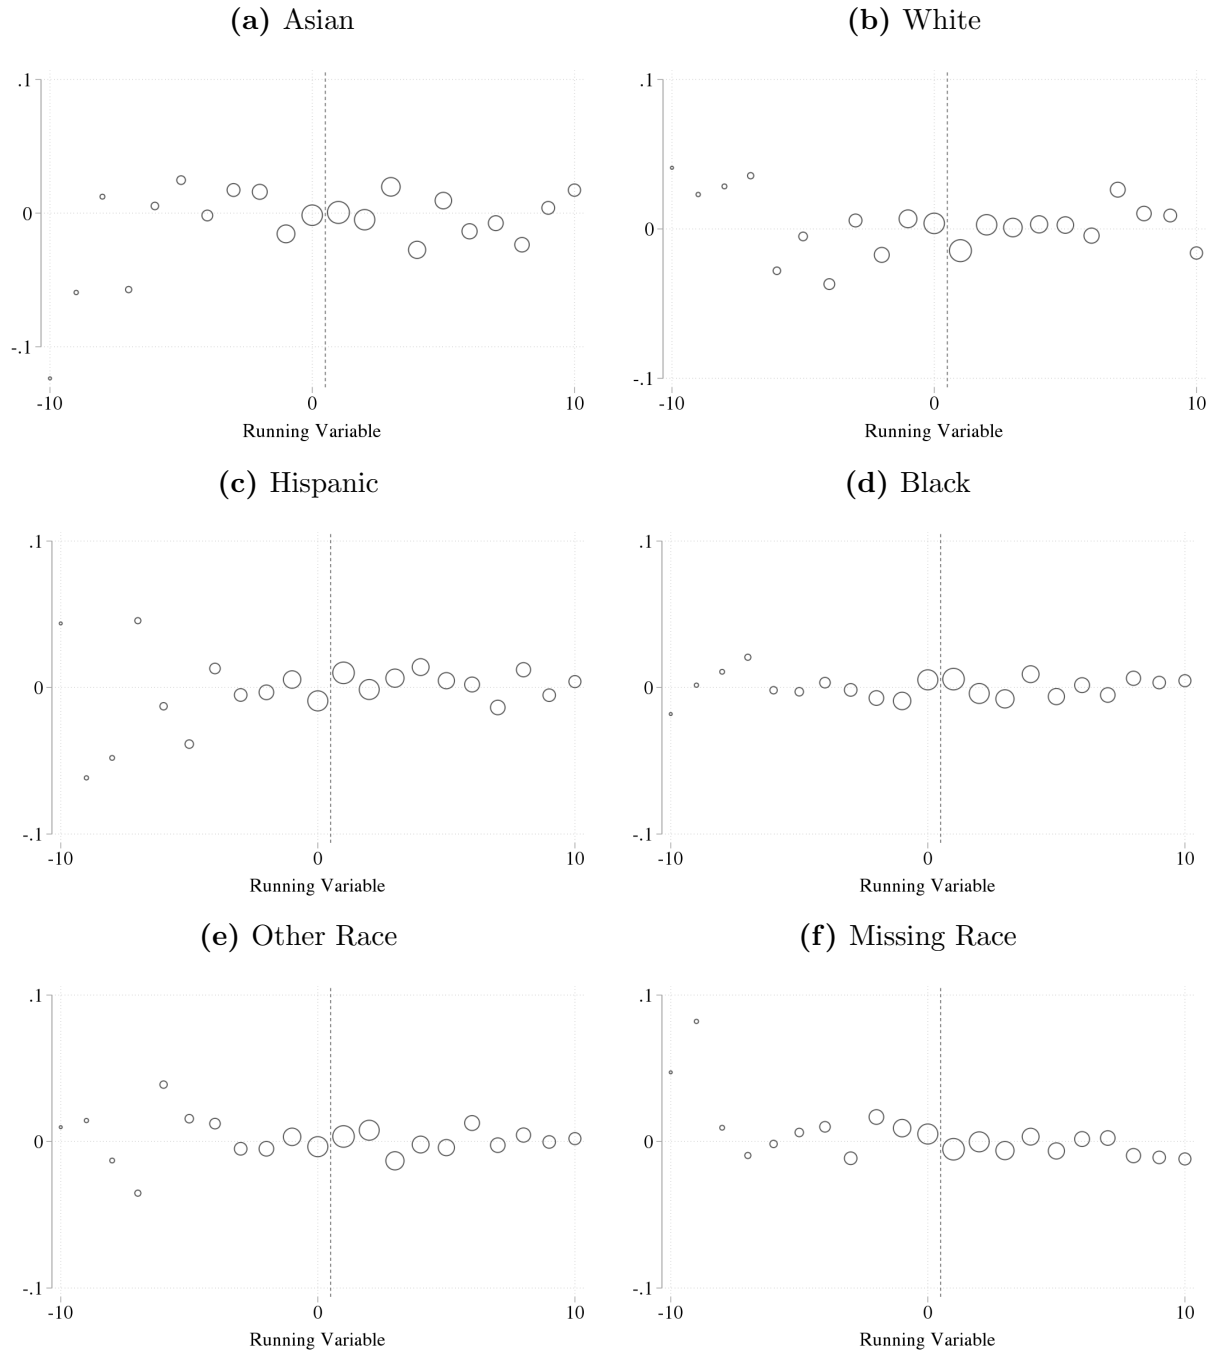 (a) Asian
.1
0
-.1
-10 0 10
Running Variable
(b) White
.1
0
-.1
-10 0 10
Running Variable
(c) Hispanic
.1
0
-.1
-10 0 10
Running Variable
(d) Black
.1
0
-.1
-10 0 10
Running Variable
(e) Other Race
.1
0
-.1
-10 0 10
Running Variable
(f) Missing Race
.1
0
-.1
-10 0 10
Running Variable